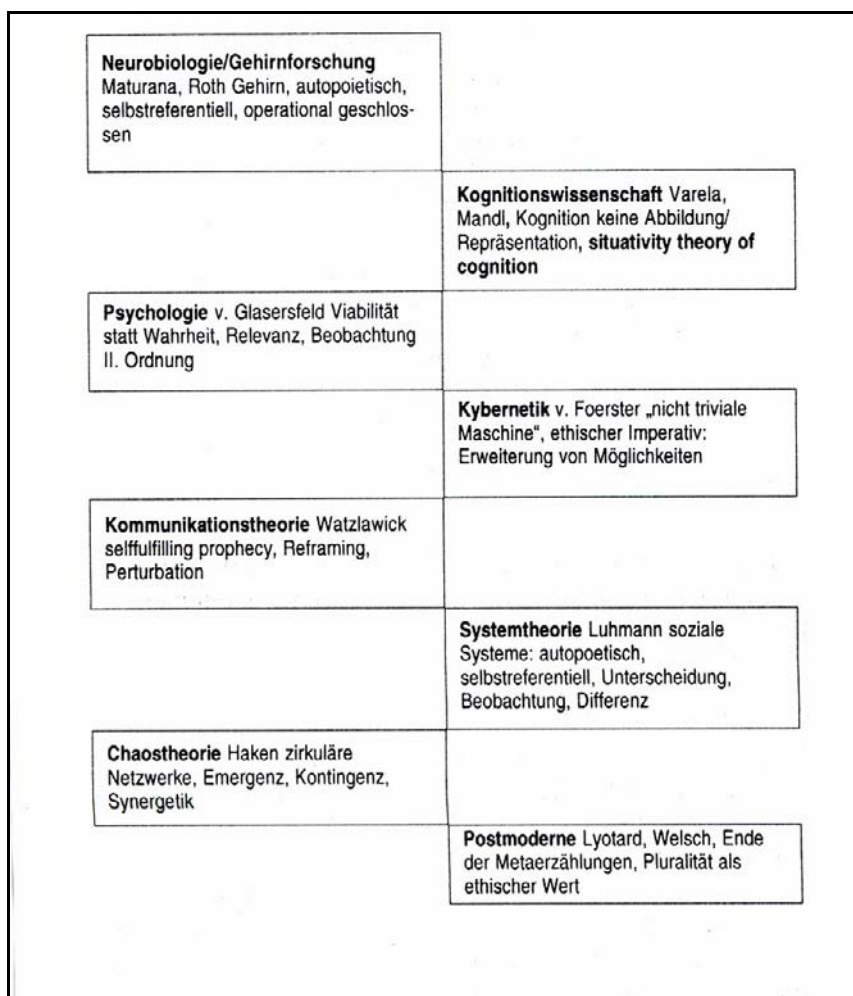 Neurobiologie/Gehirnforschung
Maturana, Roth Gehirn, autopoietisch,
selbstreferentiell, operational geschlos-
sen
Kognitionswissenschaft Varela,
Mandl, Kognition keine Abbildung/
Repräsentation, situativity theory of
cognition
Psychologie v. Glasersfeld Viabilität
statt Wahrheit, Relevanz, Beobachtung
II. Ordnung
Kybernetik v. Foerster „nicht triviale
Maschine“, ethischer Imperativ:
Erweiterung von Möglichkeiten
Kommunikationstheorie Watzlawick
selffulfilling prophecy, Reframing,
Perturbation
Systemtheorie Luhmann soziale
Systeme: autopoetisch,
selbstreferentiell, Unterscheidung,
Beobachtung, Differenz
Chaostheorie Haken zirkuläre
Netzwerke, Emergenz, Kontingenz,
Synergetik
Postmoderne Lyotard, Welsch, Ende
der Metaerzählungen, Pluralität als
ethischer Wert